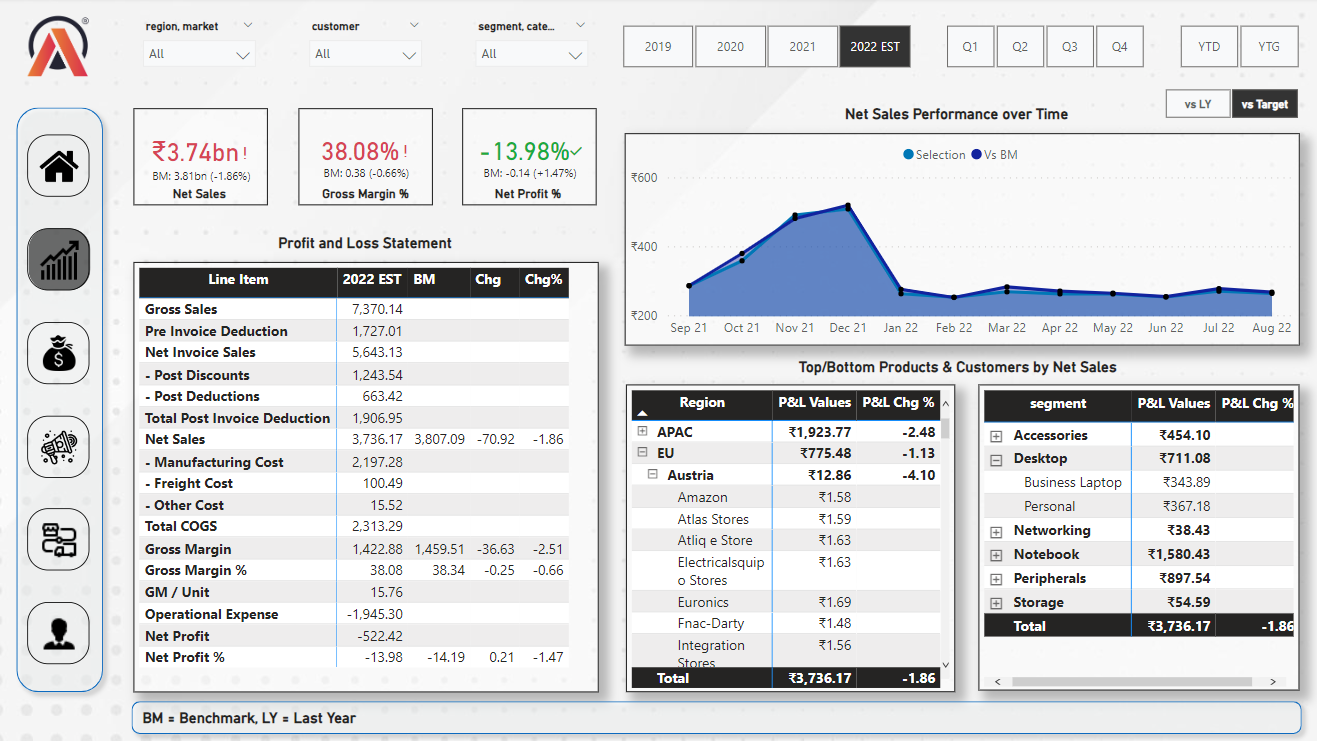 ®
region, market
All
customer
All
segment, cate...
All
2019
2020
2021
2022 EST
Q1
Q2
Q3
Q4
YTD
YTG
vs LY
vs Target
₹3.74bn!
BM: 3.81bn (-1.86%)
Net Sales
38.08%!
BM: 0.38 (-0.66%)
Gross Margin %
-13.98%✓
BM: -0.14 (+1.47%)
Net Profit %
Net Sales Performance over Time
Selection Vs BM
₹600
₹400
₹200
Sep 21 Oct 21 Nov 21 Dec 21 Jan 22 Feb 22 Mar 22 Apr 22 May 22 Jun 22 Jul 22 Aug 22
Profit and Loss Statement
Line Item 2022 EST BM Chg Chg%
Gross Sales 7,370.14
Pre Invoice Deduction 1,727.01
Net Invoice Sales 5,643.13
- Post Discounts 1,243.54
- Post Deductions 663.42
Total Post Invoice Deduction 1,906.95
Net Sales 3,736.17 3,807.09 -70.92 -1.86
- Manufacturing Cost 2,197.28
- Freight Cost 100.49
- Other Cost 15.52
Total COGS 2,313.29
Gross Margin 1,422.88 1,459.51 -36.63 -2.51
Gross Margin % 38.08 38.34 -0.25 -0.66
GM / Unit 15.76
Operational Expense -1,945.30
Net Profit -522.42
Net Profit % -13.98 -14.19 0.21 -1.47
Top/Bottom Products & Customers by Net Sales
Region P&L Values P&L Chg %
APAC ₹1,923.77 -2.48
EU ₹775.48 -1.13
Austria ₹12.86 -4.10
Amazon ₹1.58
Atlas Stores ₹1.59
Atliq e Store ₹1.63
Electricalsquip ₹1.63
o Stores
Euronics ₹1.69
Fnac-Darty ₹1.48
Integration ₹1.56
Stores
Total ₹3,736.17 -1.86
segment P&L Values P&L Chg %
Accessories ₹454.10
Desktop ₹711.08
Business Laptop ₹343.89
Personal ₹367.18
Networking ₹38.43
Notebook ₹1,580.43
Peripherals ₹897.54
Storage ₹54.59
Total ₹3,736.17 -1.86
BM = Benchmark, LY = Last Year